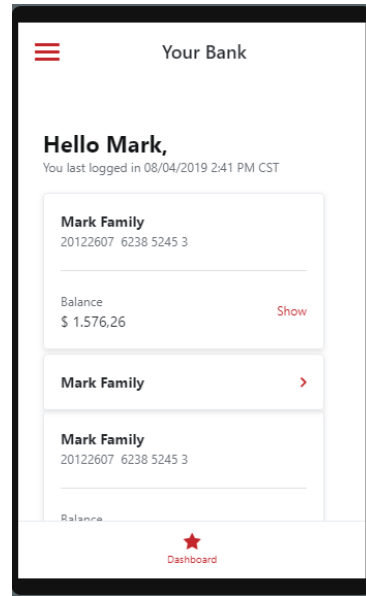 Your Bank
Hello Mark,
You last logged in 08/04/2019 2:41 PM CST
Mark Family
20122607 6238 5245 3
Balance
$ 1.576,26
Show
Mark Family
Mark Family
20122607 6238 5245 3
Balance
Dashboard